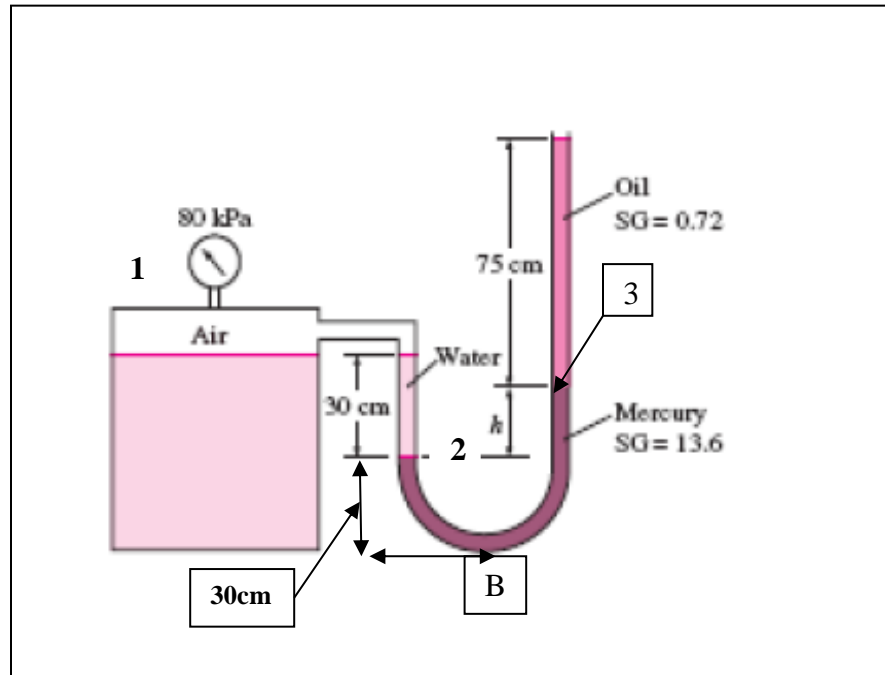 80 kPa
1
Air
Water
30 cm
2
75 cm
h
Oil
SG= 0.72
3
Mercury
SG= 13.6
30cm
B